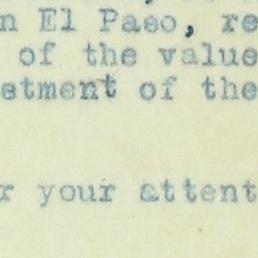 n El Paso, re
of the value
etment of the
r your attent